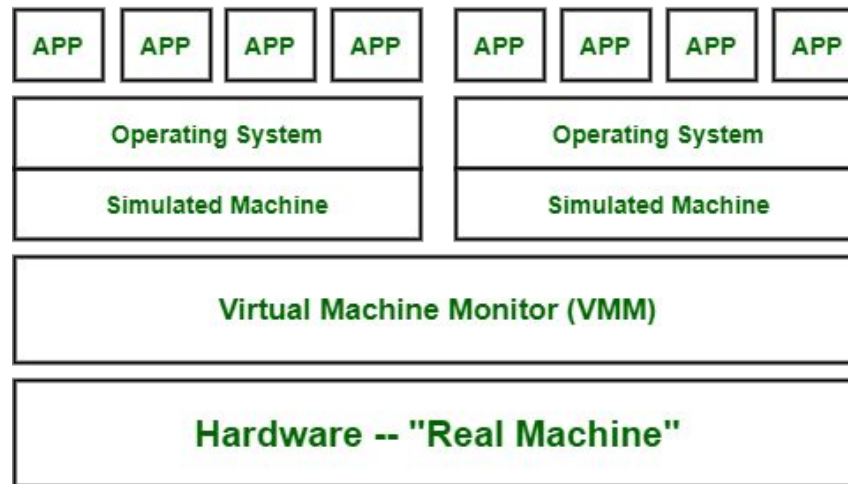 APP APP APP APP APP APP APP APP
Operating System Operating System
Simulated Machine Simulated Machine
Virtual Machine Monitor (VMM)
Hardware -- "Real Machine"